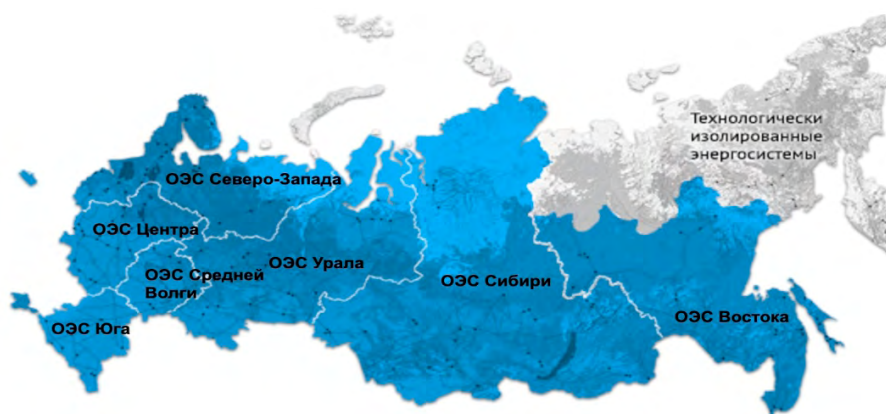 Технологически
изолированные
энергосистемы
ОЭС Северо-Запада
ОЭС Центра
ОЭС Средней
Волги
ОЭС Урала
ОЭС Сибири
ОЭС Юга
ОЭС Востока